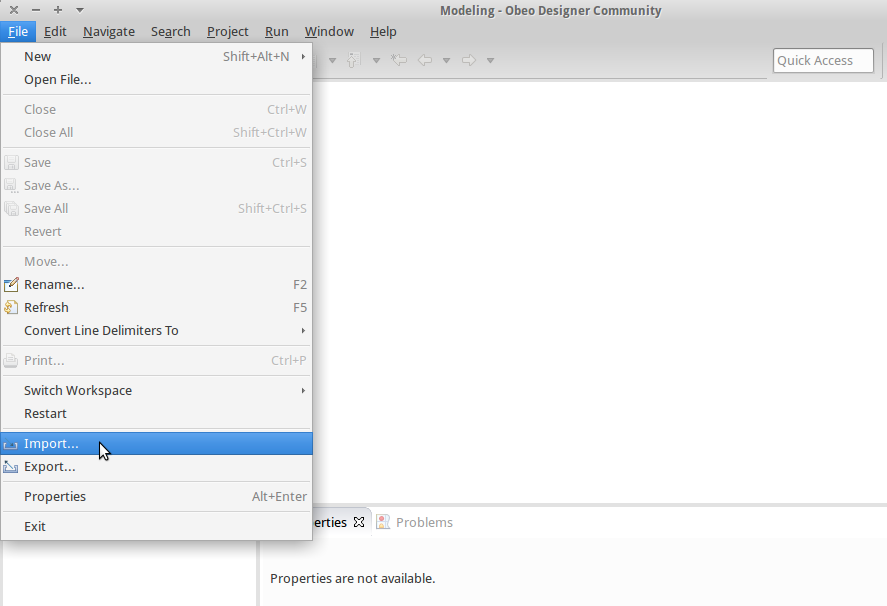 Modeling - Obeo Designer Community
File Edit Navigate Search Project Run Window Help
New Shift+Alt+N
Open File...
Quick Access
Close Ctrl+W
Close All Shift+Ctrl+W
Save Ctrl+S
Save As...
Save All Shift+Ctrl+S
Revert
Move...
Rename... F2
Refresh F5
Convert Line Delimiters To
Print... Ctrl+P
Switch Workspace
Restart
Import...
Export...
Properties Alt+Enter
Exit
erties Problems
Properties are not available.